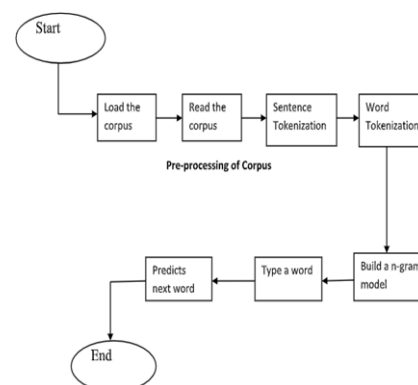 Start
Load the
corpus
Read the
corpus
Sentence
Tokenization
Word
Tokenization
Pre-processing of Corpus
Build a n-gram
model
Type a word
Predicts
next word
End